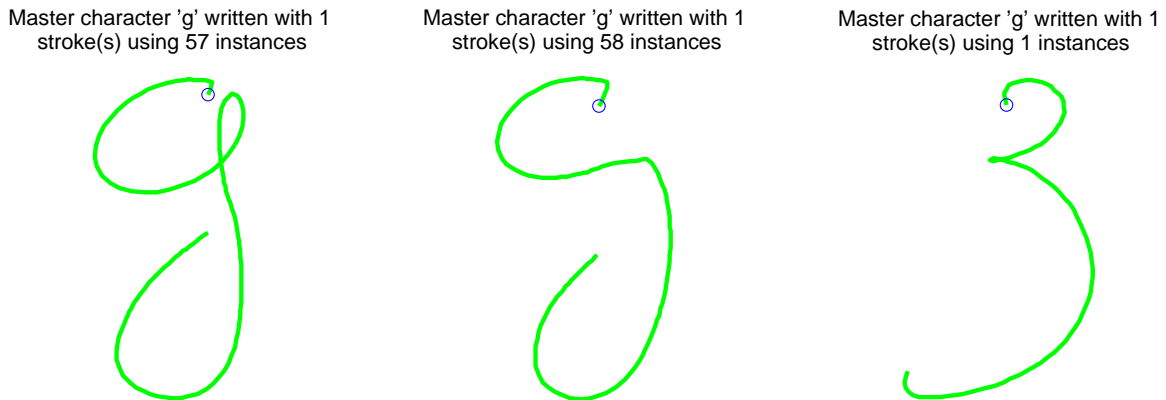 Master character 'g' written with 1
stroke(s) using 57 instances
Master character 'g' written with 1
stroke(s) using 58 instances
Master character 'g' written with 1
stroke(s) using 1 instances
g
g
3